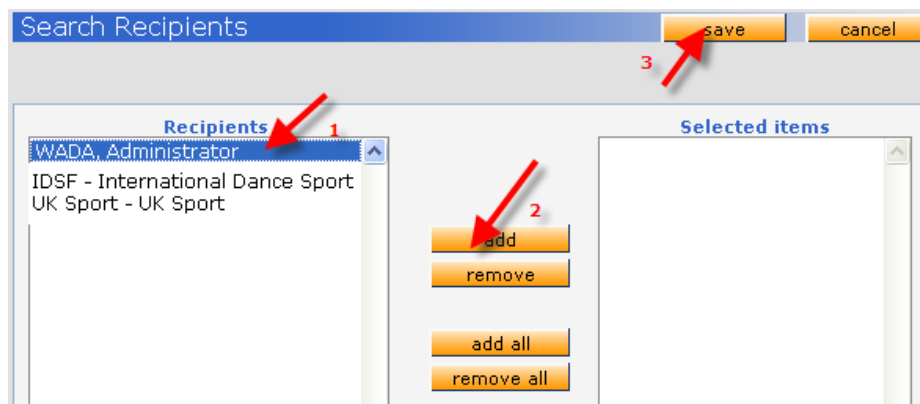 Search Recipients
save
cancel
3
Recipients
1
Selected items
WADA, Administrator
IDSF - International Dance Sport
UK Sport - UK Sport
2
add
remove
add all
remove all